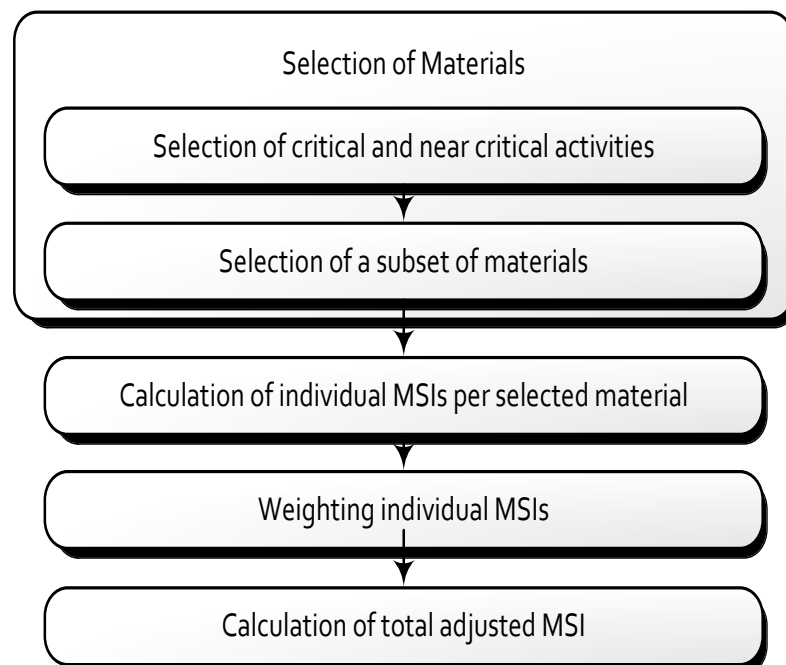 Selection of Materials
Selection of critical and near critical activities
Selection of a subset of materials
Calculation of individual MSIs per selected material
Weighting individual MSIs
Calculation of total adjusted MSI